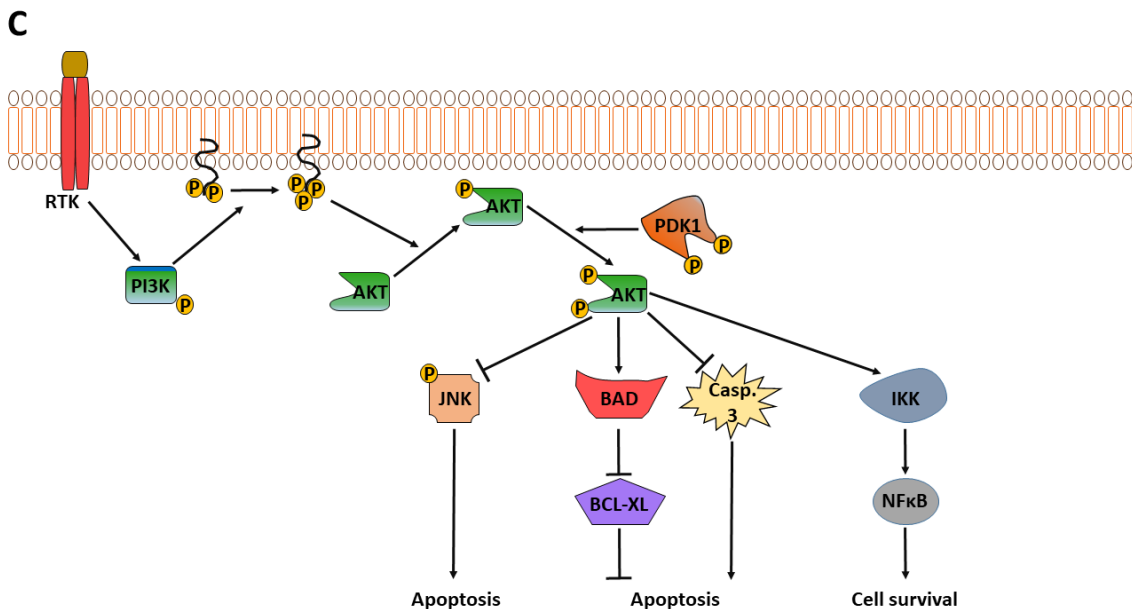 C
RTK
P
P
P
P
P
P
AKT
PDK1
P
P
PI3K
P
AKT
P
P
AKT
P
JNK
BAD
Casp.
3
IKK
BCL-XL
NFκB
Apoptosis
Apoptosis
Cell survival